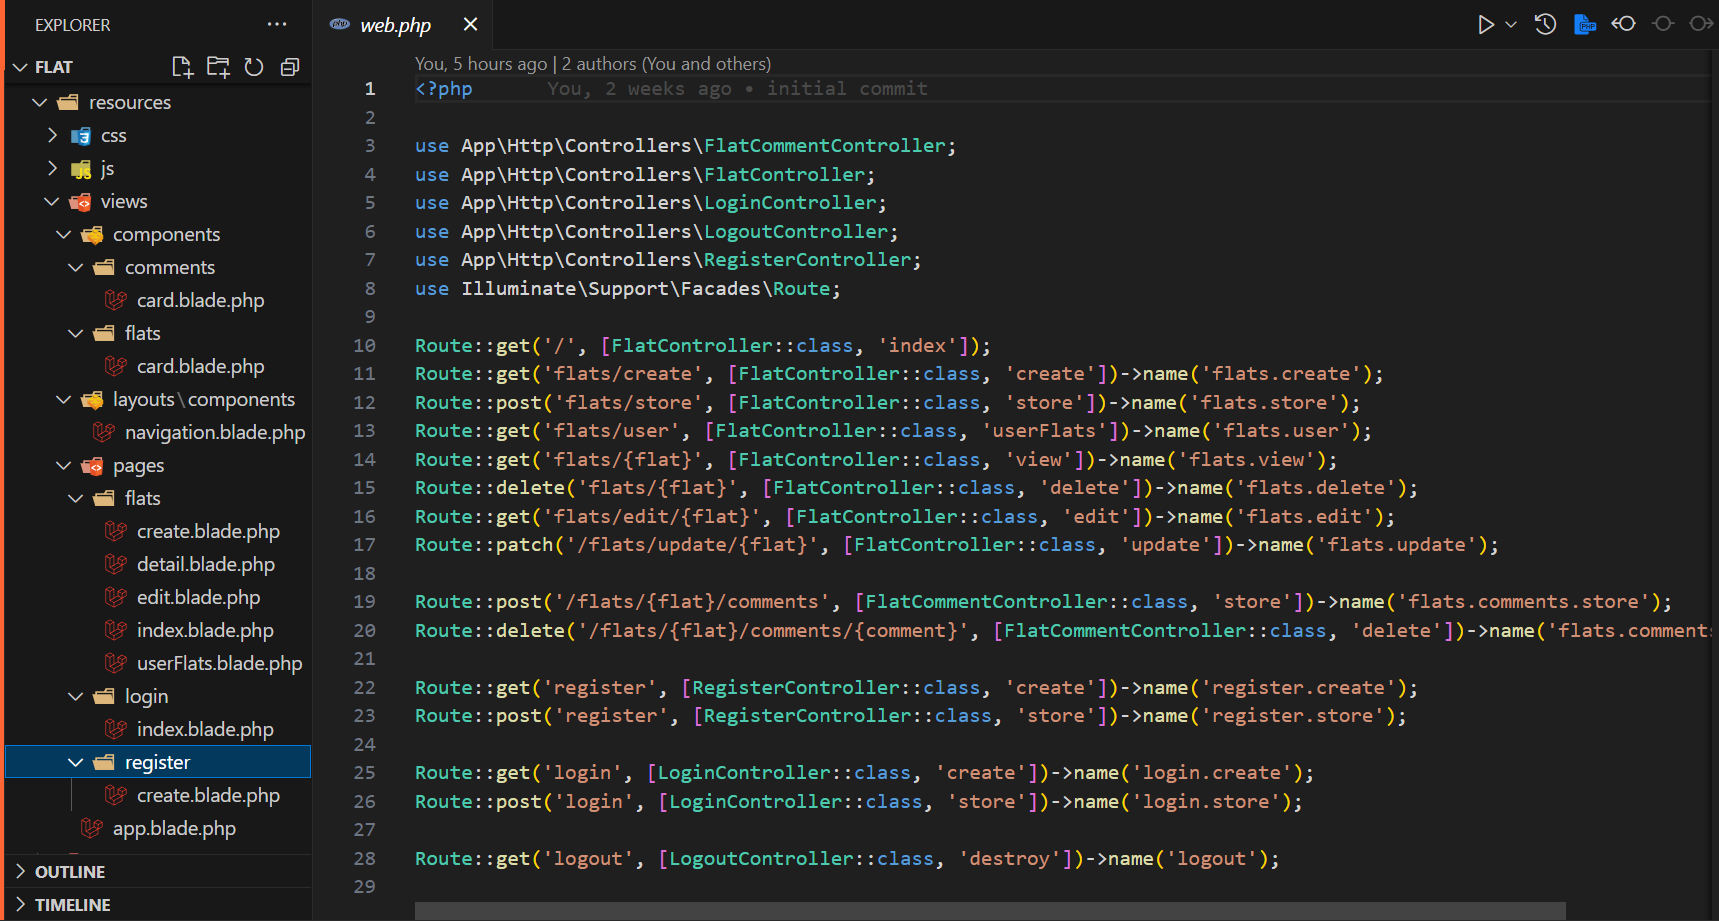 EXPLORER
FLAT
resources
css
js
views
components
comments
card.blade.php
flats
card.blade.php
layouts\components
navigation.blade.php
pages
flats
create.blade.php
detail.blade.php
edit.blade.php
index.blade.php
userFlats.blade.php
login
index.blade.php
register
create.blade.php
app.blade.php
OUTLINE
TIMELINE
php web.php
PHP
You, 5 hours ago | 2 authors (You and others)
1 <?php You, 2 weeks ago • initial commit
2
3 use App\Http\Controllers\FlatCommentController;
4 use App\Http\Controllers\FlatController;
5 use App\Http\Controllers\LoginController;
6 use App\Http\Controllers\LogoutController;
7 use App\Http\Controllers\RegisterController;
8 use Illuminate\Support\Facades\Route;
9
10 Route::get('/', [FlatController::class, 'index']);
11 Route::get('flats/create', [FlatController::class, 'create'])->name('flats.create');
12 Route::post('flats/store', [FlatController::class, 'store'])->name('flats.store');
13 Route::get('flats/user', [FlatController::class, 'userFlats'])->name('flats.user');
14 Route::get('flats/{flat}', [FlatController::class, 'view'])->name('flats.view');
15 Route::delete('flats/{flat}', [FlatController::class, 'delete'])->name('flats.delete');
16 Route::get('flats/edit/{flat}', [FlatController::class, 'edit'])->name('flats.edit');
17 Route::patch('/flats/update/{flat}', [FlatController::class, 'update'])->name('flats.update');
18
19 Route::post('/flats/{flat}/comments', [FlatCommentController::class, 'store'])->name('flats.comments.store');
20 Route::delete('/flats/{flat}/comments/{comment}', [FlatCommentController::class, 'delete'])->name('flats.comments
21
22 Route::get('register', [RegisterController::class, 'create'])->name('register.create');
23 Route::post('register', [RegisterController::class, 'store'])->name('register.store');
24
25 Route::get('login', [LoginController::class, 'create'])->name('login.create');
26 Route::post('login', [LoginController::class, 'store'])->name('login.store');
27
28 Route::get('logout', [LogoutController::class, 'destroy'])->name('logout');
29